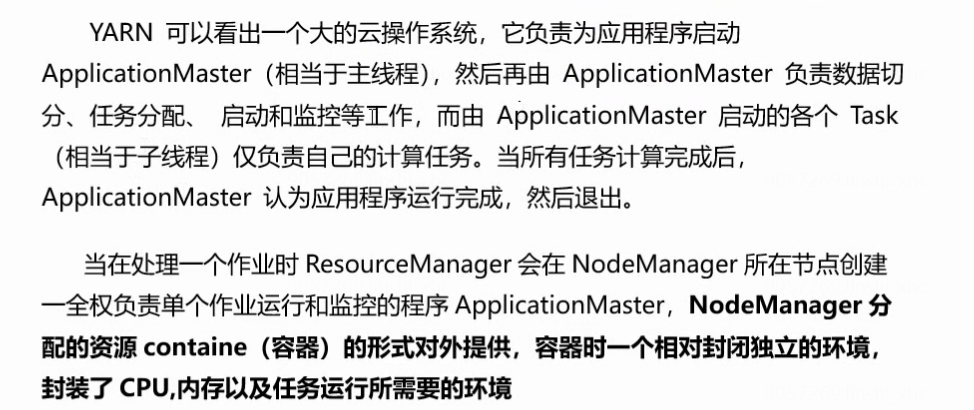 YARN 可以看出一个大的云操作系统，它负责为应用程序启动
ApplicationMaster（相当于主线程），然后再由 ApplicationMaster 负责数据切
分、任务分配、 启动和监控等工作，而由 ApplicationMaster 启动的各个 Task
（相当于子线程）仅负责自己的计算任务。当所有任务计算完成后，
ApplicationMaster 认为应用程序运行完成，然后退出。
当在处理一个作业时 ResourceManager 会在 NodeManager 所在节点创建
一全权负责单个作业运行和监控的程序 ApplicationMaster，NodeManager 分
配的资源 containe（容器）的形式对外提供，容器时一个相对封闭独立的环境，
封装了 CPU,内存以及任务运行所需要的环境